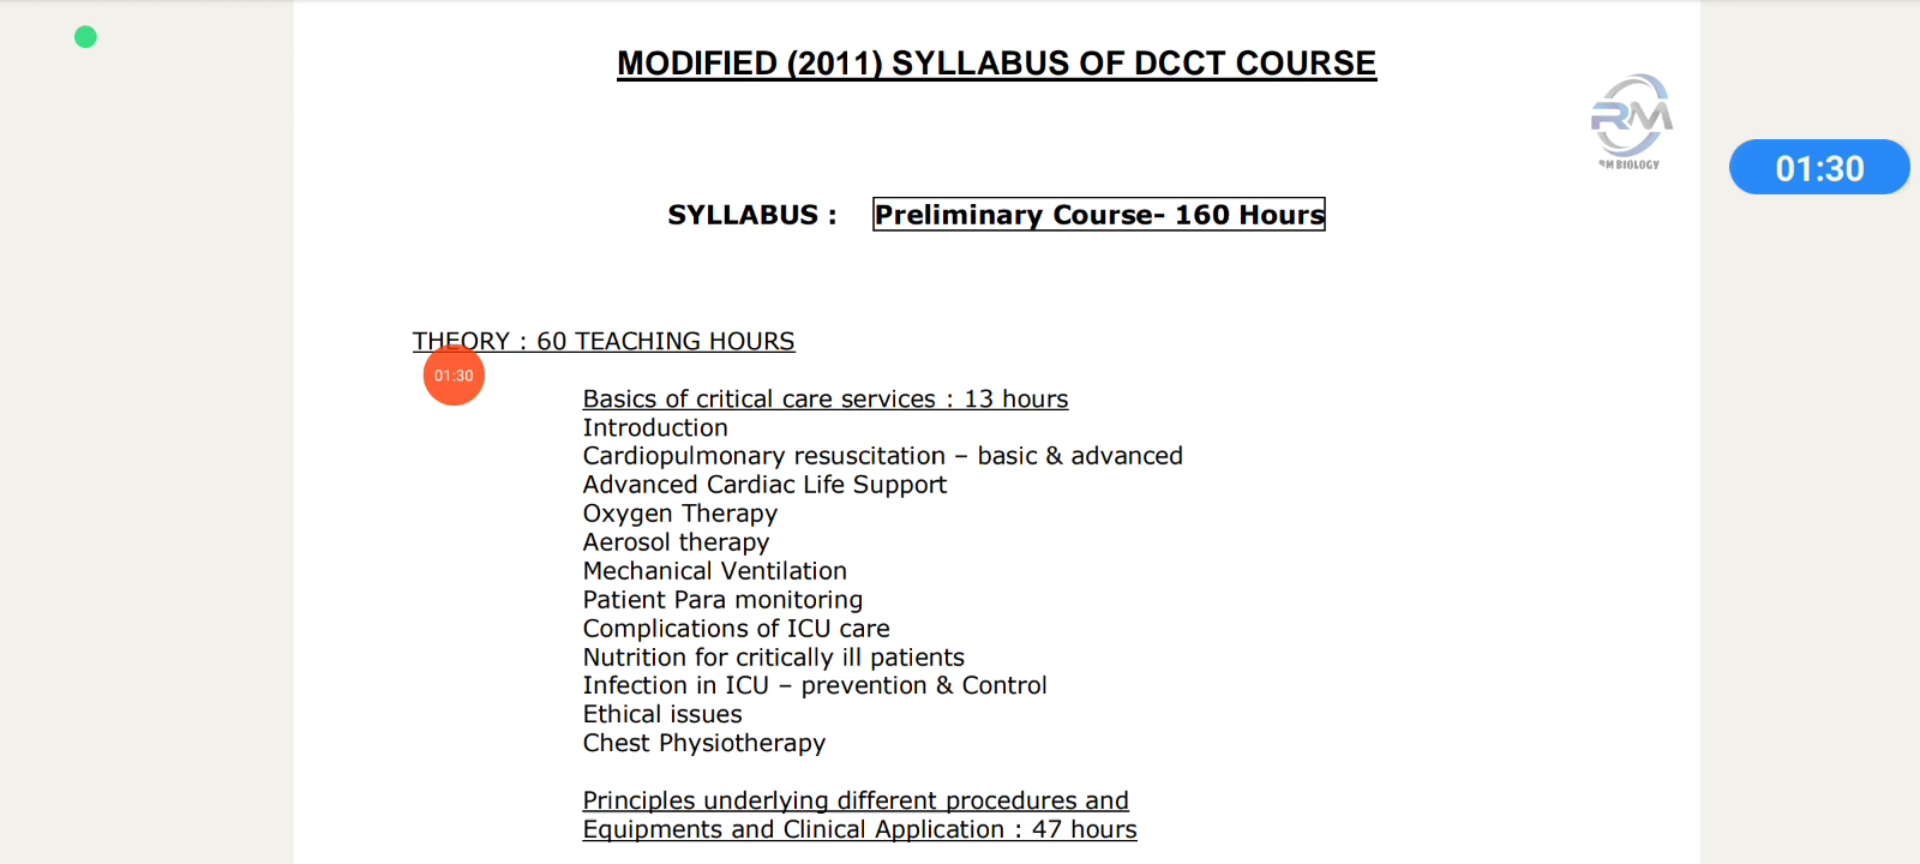 MODIFIED (2011) SYLLABUS OF DCCT COURSE
RM
RM BIOLOGY
01:30
SYLLABUS : Preliminary Course- 160 Hours
THEORY : 60 TEACHING HOURS
01:30
Basics of critical care services : 13 hours
Introduction
Cardiopulmonary resuscitation – basic & advanced
Advanced Cardiac Life Support
Oxygen Therapy
Aerosol therapy
Mechanical Ventilation
Patient Para monitoring
Complications of ICU care
Nutrition for critically ill patients
Infection in ICU – prevention & Control
Ethical issues
Chest Physiotherapy
Principles underlying different procedures and
Equipments and Clinical Application : 47 hours